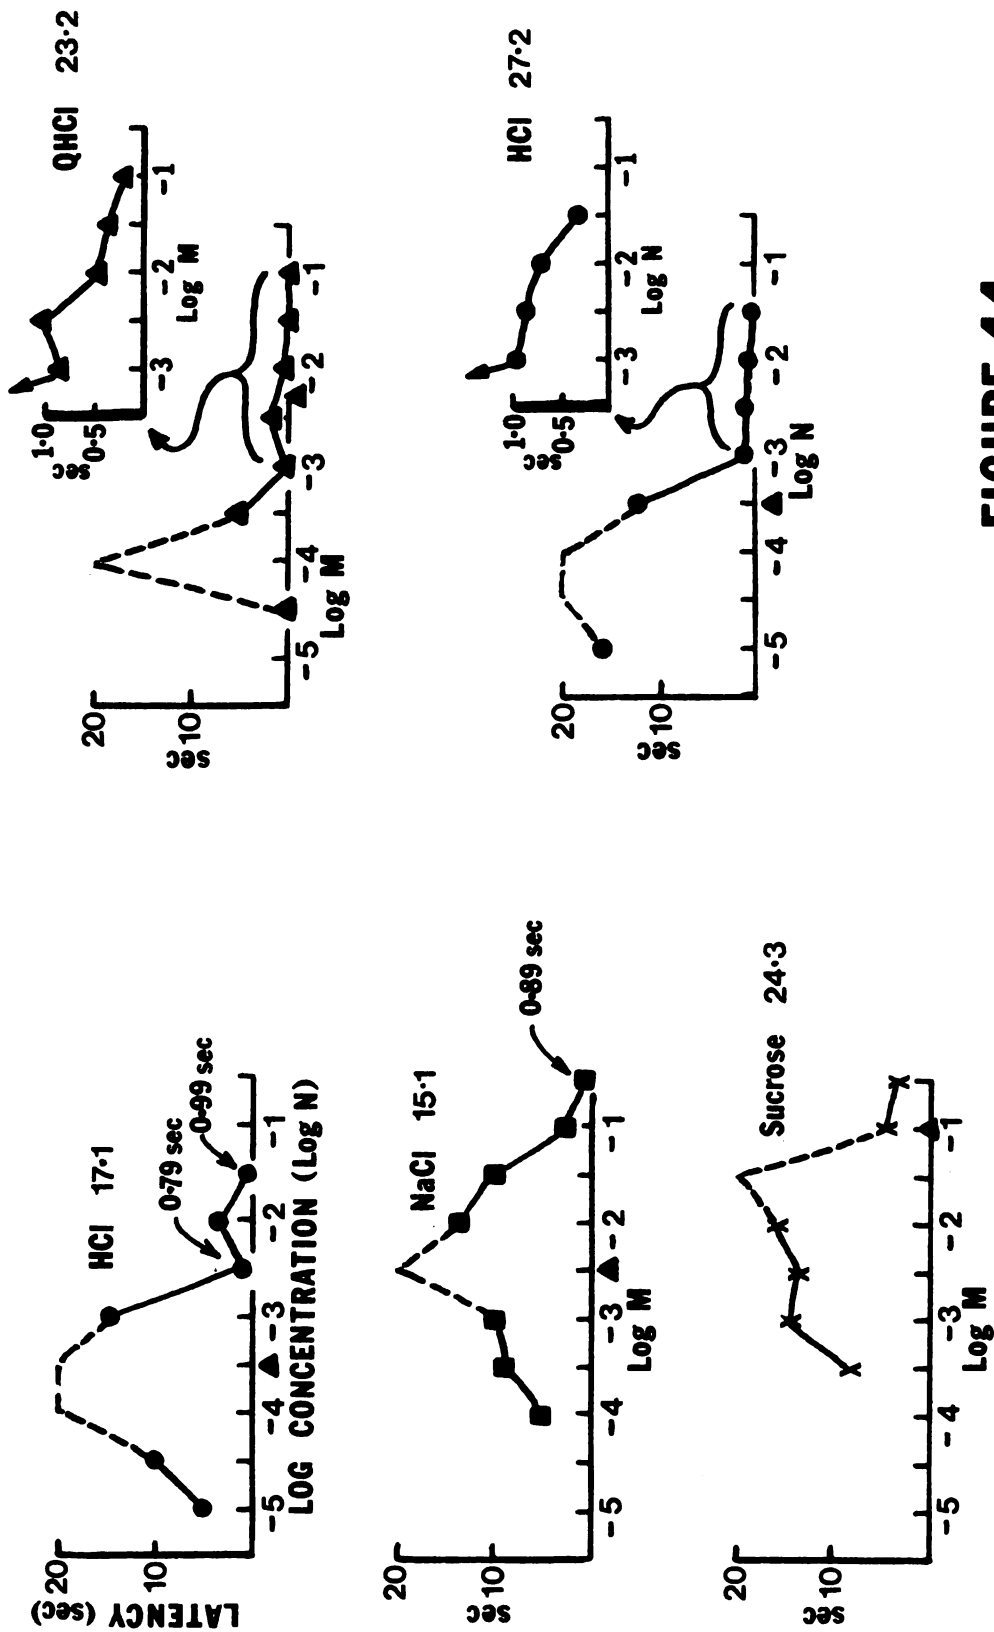 HCl 17·1
20
10
LATENCY (sec)
0·79 sec
0·99 sec
-5
-4
-3
-2
-1
LOG CONCENTRATION (Log N)
NaCl 15·1
20
10
sec
0·89 sec
-5
-4
-3
-2
-1
Log M
Sucrose 24·3
20
10
sec
-5
-4
-3
-2
-1
Log M
QHCl 23·2
1·0
0·5
sec
-3
-2
-1
Log M
20
10
sec
-5
-4
-3
-2
-1
Log M
HCl 27·2
1·0
0·5
sec
-3
-2
-1
Log N
20
10
sec
-5
-4
-3
-2
-1
Log N